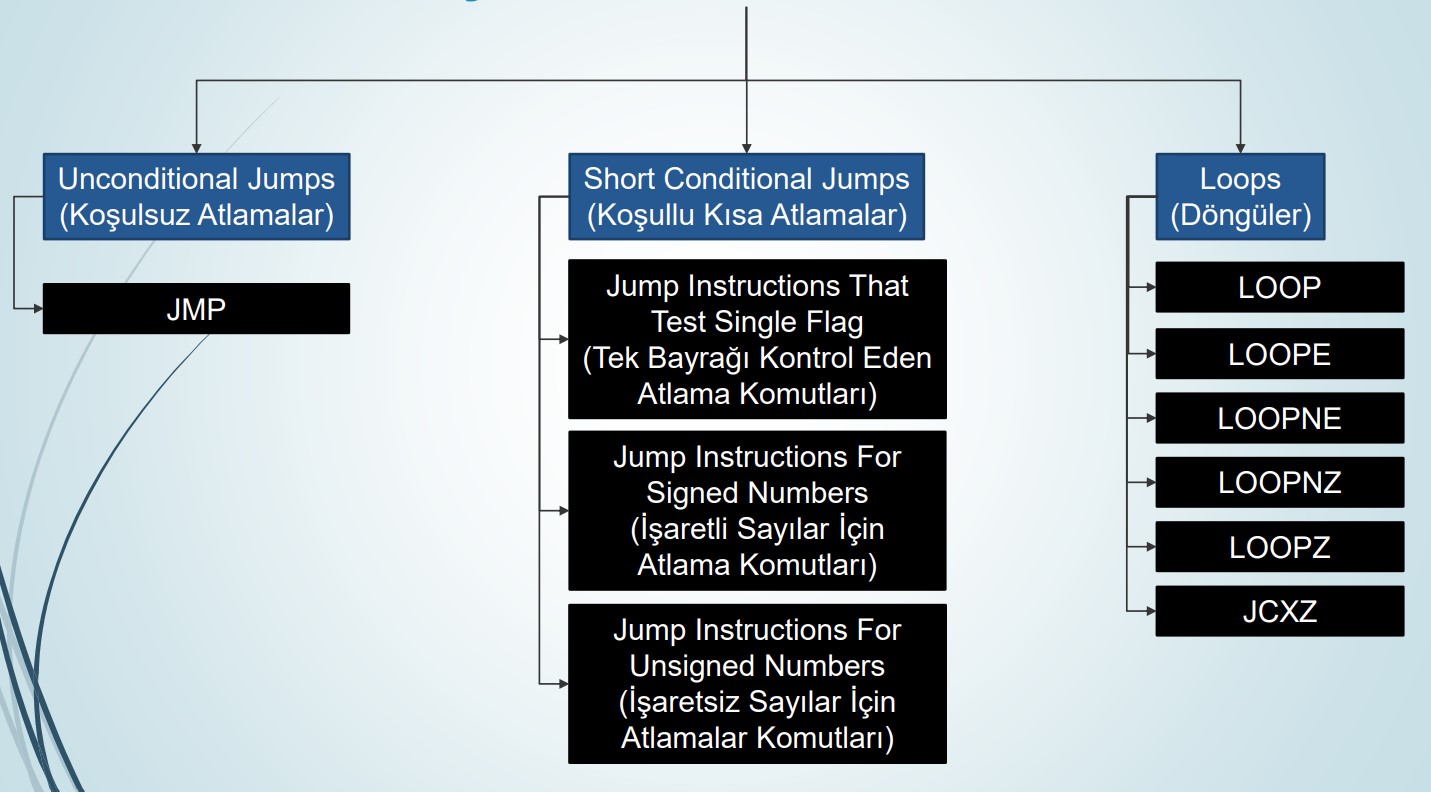 Unconditional Jumps
(Koşulsuz Atlamalar)
JMP
Short Conditional Jumps
(Koşullu Kısa Atlamalar)
Jump Instructions That
Test Single Flag
(Tek Bayrağı Kontrol Eden
Atlama Komutları)
Jump Instructions For
Signed Numbers
(İşaretli Sayılar İçin
Atlama Komutları)
Jump Instructions For
Unsigned Numbers
(İşaretsiz Sayılar İçin
Atlamalar Komutları)
Loops
(Döngüler)
LOOP
LOOPE
LOOPNE
LOOPNZ
LOOPZ
JCXZ